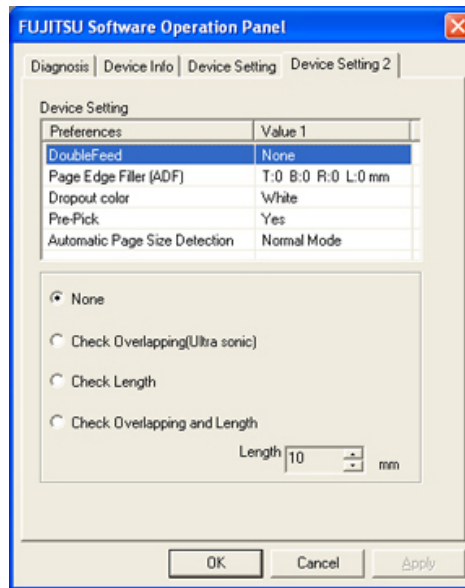 FUJITSU Software Operation Panel
Diagnosis Device Info Device Setting Device Setting 2
Device Setting
Preferences Value 1
DoubleFeed None
Page Edge Filler (ADF) T:0 B:0 R:0 L:0 mm
Dropout color White
Pre-Pick Yes
Automatic Page Size Detection Normal Mode
None
Check Overlapping(Ultra sonic)
Check Length
Check Overlapping and Length
Length 10 mm
OK Cancel Apply